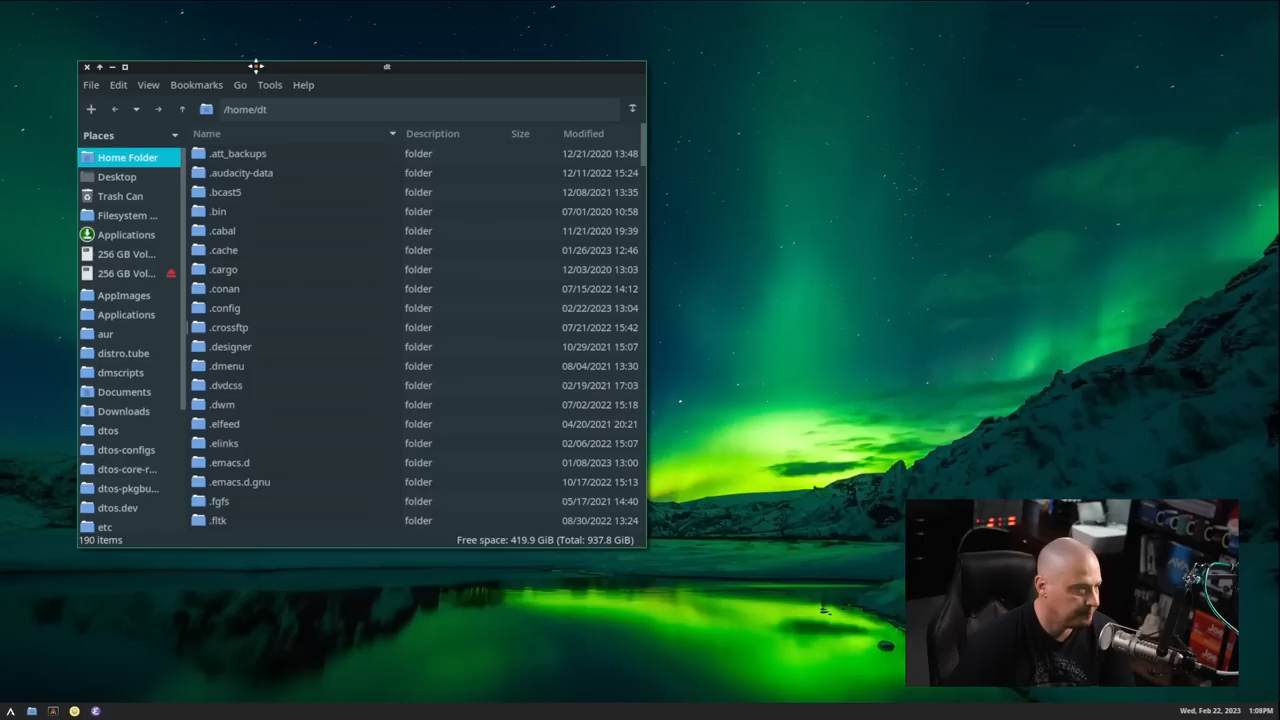 dt
File Edit View Bookmarks Go Tools Help
/home/dt
Places
Home Folder
Desktop
Trash Can
Filesystem ...
Applications
256 GB Vol...
256 GB Vol...
AppImages
Applications
aur
distro.tube
dmscripts
Documents
Downloads
dtos
dtos-configs
dtos-core-r...
dtos-pkgbu...
dtos.dev
etc
Name Description Size Modified
.att_backups folder 12/21/2020 13:48
.audacity-data folder 12/11/2022 15:24
.bcast5 folder 12/08/2021 13:35
.bin folder 07/01/2020 10:58
.cabal folder 11/21/2020 19:39
.cache folder 01/26/2023 12:46
.cargo folder 12/03/2020 13:03
.conan folder 07/15/2022 14:12
.config folder 02/22/2023 13:04
.crossftp folder 07/21/2022 15:42
.designer folder 10/29/2021 15:07
.dmenu folder 08/04/2021 13:30
.dvdcss folder 02/19/2021 17:03
.dwm folder 07/02/2022 15:18
.elfeed folder 04/20/2021 20:21
.elinks folder 02/06/2022 15:07
.emacs.d folder 01/08/2023 13:00
.emacs.d.gnu folder 10/17/2022 15:13
.fgfs folder 05/17/2021 14:40
.fltk folder 08/30/2022 13:24
190 items Free space: 419.9 GiB (Total: 937.8 GiB)
Wed, Feb 22, 2023 1:08PM